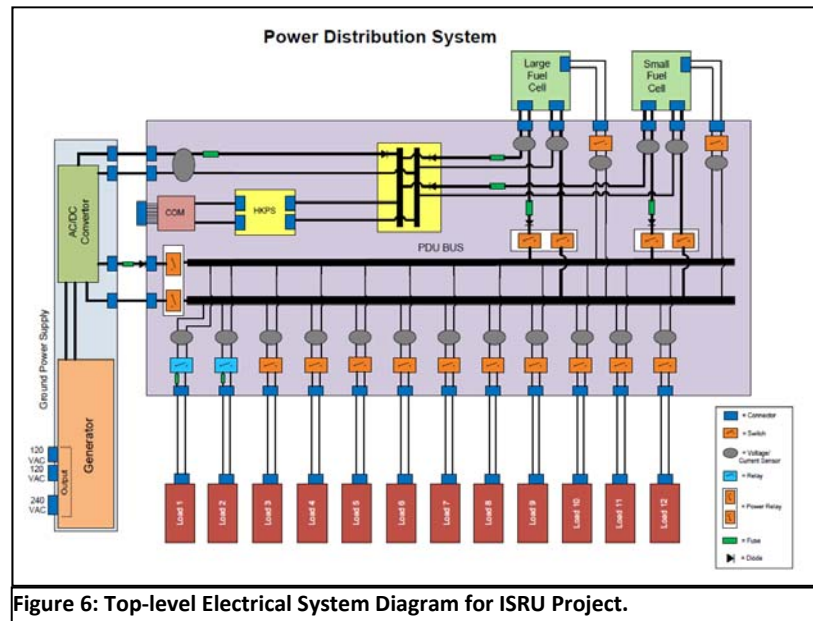 Power Distribution System
Large
Fuel
Cell
Small
Fuel
Cell
AC/DC
Convertor
COM
HKPS
PDU BUS
Ground Power Supply
Generator
Output
120
VAC
120
VAC
240
VAC
Load 1
Load 2
Load 3
Load 4
Load 5
Load 6
Load 7
Load 8
Load 9
Load 10
Load 11
Load 12
= Connector
= Switch
= Voltage/
Current Sensor
= Relay
= Power Relay
= Fuse
= Diode
Figure 6: Top-level Electrical System Diagram for ISRU Project.